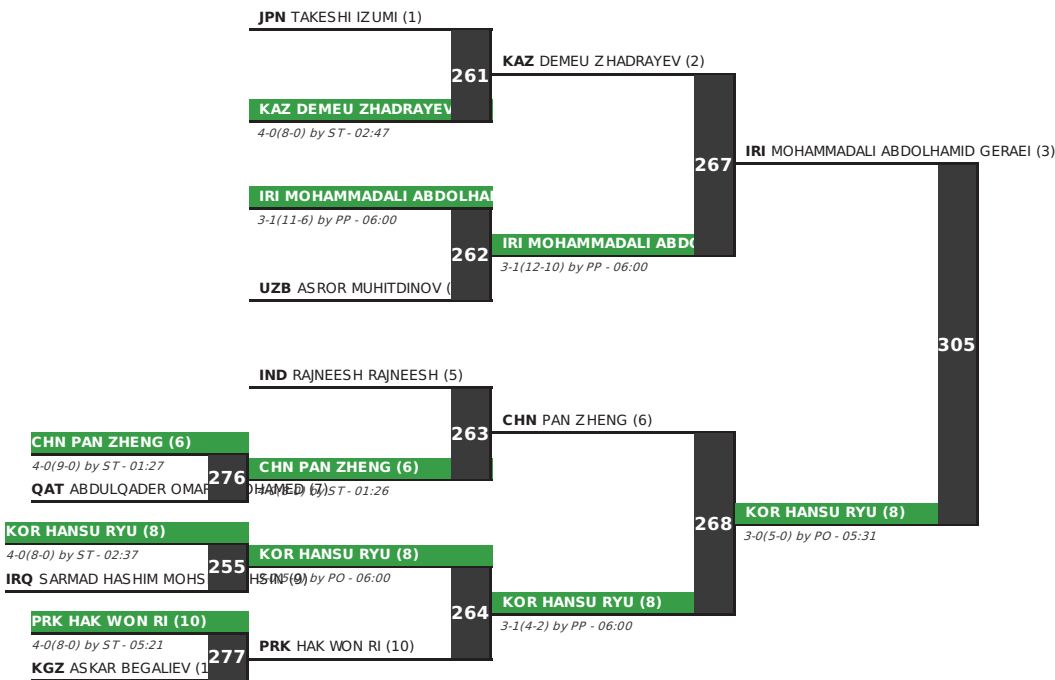 JPN TAKESHI IZUMI (1)
261
KAZ DEMEU ZHADRAYEV
4-0(8-0) by ST - 02:47
KAZ DEMEU ZHADRAYEV (2)
267
IRI MOHAMMADALI ABDOLHAMID GERAEI (3)
IRI MOHAMMADALI
3-1(11-6) by PP - 06:00
262
UZB ASROR MUHITDINOV (
IRI MOHAMMADALI
3-1(12-10) by PP - 06:00
305
IND RAJNEESH RAJNEESH (5)
263
CHN PAN ZHENG (6)
CHN PAN ZHENG (6)
4-0(9-0) by ST - 01:27
276
QAT ABDULQADER (7)
CHN PAN ZHENG (6)
by ST - 01:26
268
KOR HANSU RYU (8)
3-0(5-0) by PO - 05:31
KOR HANSU RYU (8)
4-0(8-0) by ST - 02:37
255
IRQ SARMAD HASHIM
KOR HANSU RYU (8)
by PO - 06:00
264
KOR HANSU RYU (8)
3-1(4-2) by PP - 06:00
PRK HAK WON RI (10)
4-0(8-0) by ST - 05:21
277
KGZ ASKAR BEGALIEV (1
PRK HAK WON RI (10)